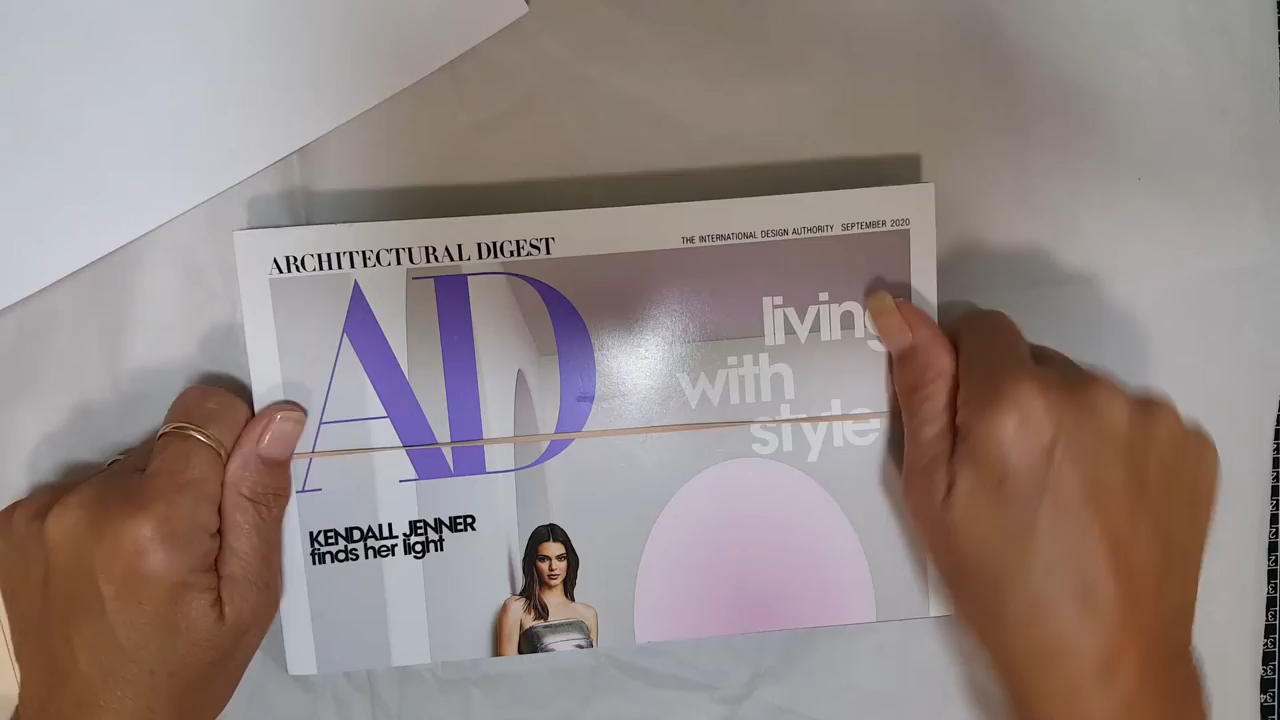 ARCHITECTURAL DIGEST
THE INTERNATIONAL DESIGN AUTHORITY SEPTEMBER 2020
AD
living
with
style
KENDALL JENNER
finds her light